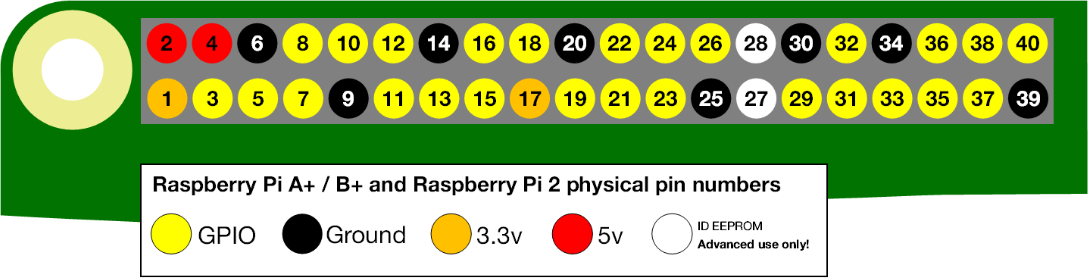 2 4 6 8 10 12 14 16 18 20 22 24 26 28 30 32 34 36 38 40
1 3 5 7 9 11 13 15 17 19 21 23 25 27 29 31 33 35 37 39
Raspberry Pi A+ / B+ and Raspberry Pi 2 physical pin numbers
GPIO Ground 3.3v 5v ID EEPROM
Advanced use only!